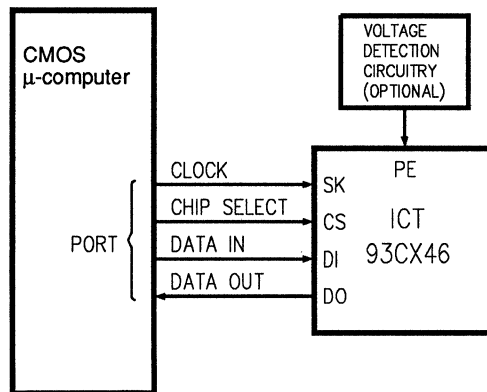 CMOS
μ-computer
VOLTAGE
DETECTION
CIRCUITRY
(OPTIONAL)
PE
CLOCK
SK
CHIP SELECT
CS
ICT
PORT
DATA IN
DI
93CX46
DATA OUT
DO